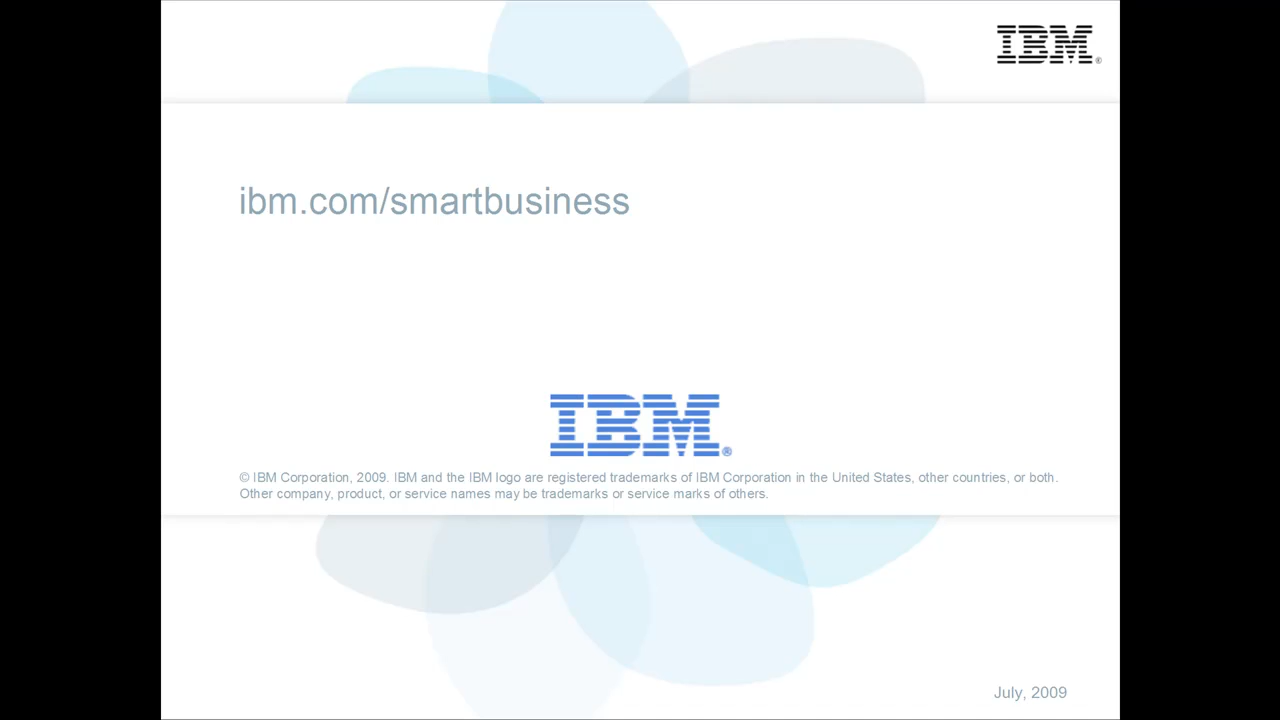 IBM®
ibm.com/smartbusiness
IBM®
© IBM Corporation, 2009. IBM and the IBM logo are registered trademarks of IBM Corporation in the United States, other countries, or both.
Other company, product, or service names may be trademarks or service marks of others.
July, 2009